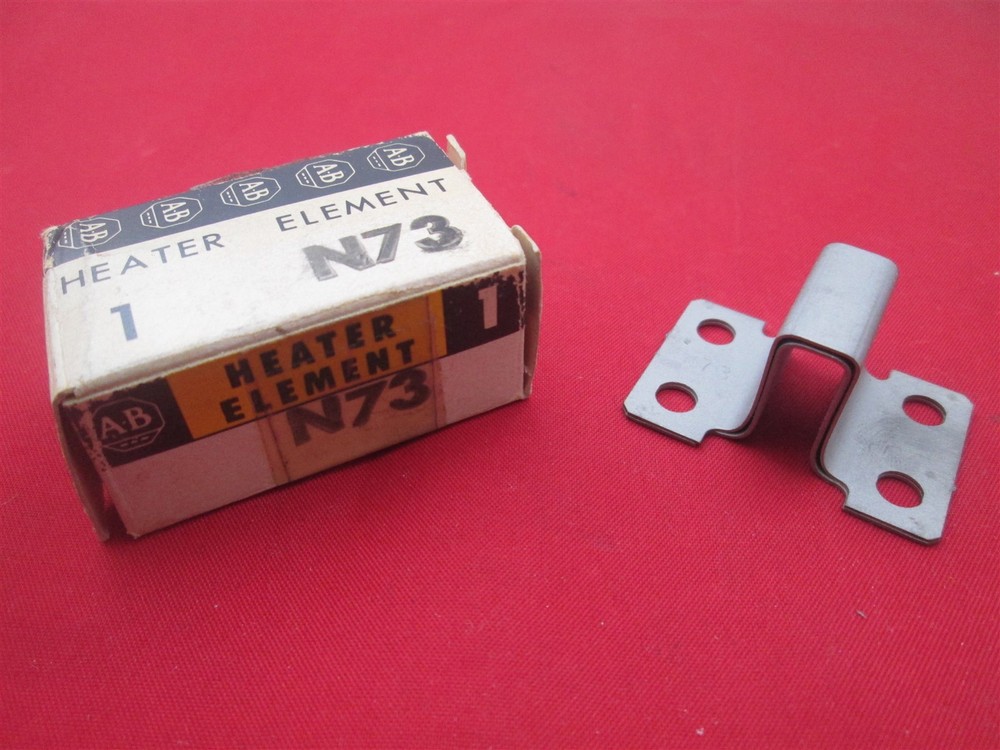 AB AB AB AB AB
HEATER ELEMENT
1 N73
HEATER 1
ELEMENT
AB N73